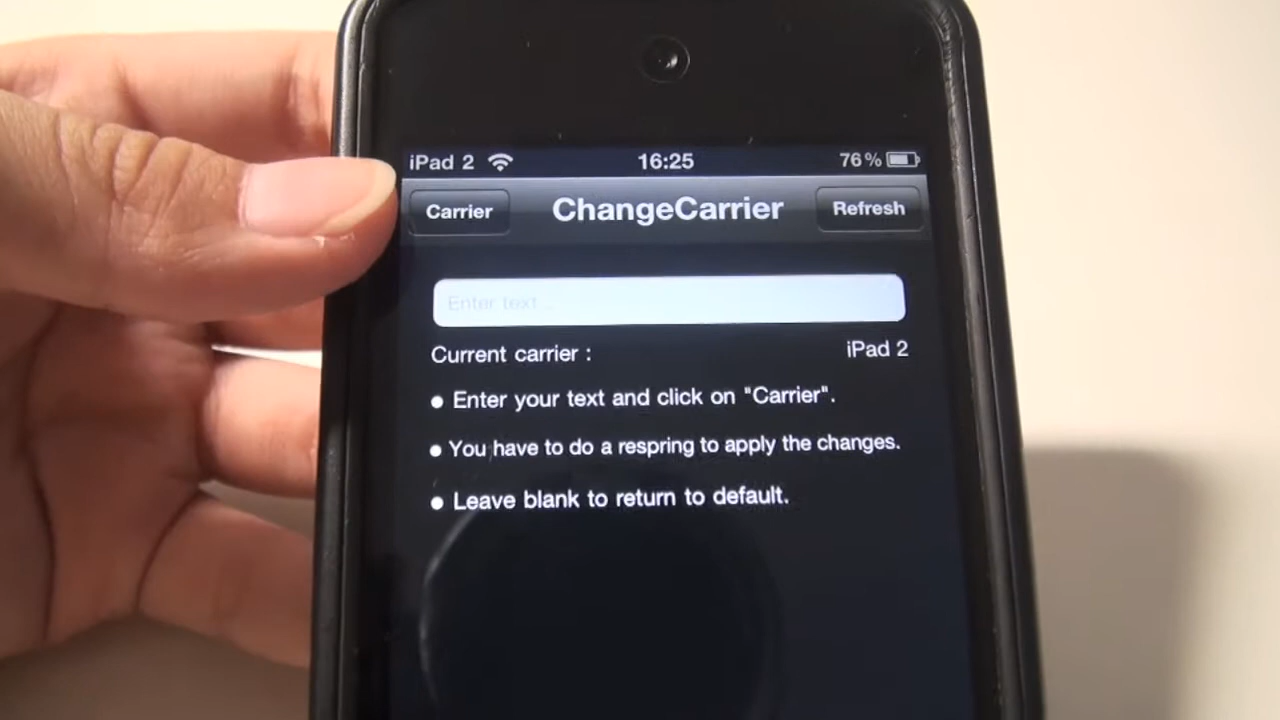 iPad 2 16:25 76%
Carrier ChangeCarrier Refresh
Enter text ..
Current carrier : iPad 2
● Enter your text and click on "Carrier".
● You have to do a respring to apply the changes.
● Leave blank to return to default.